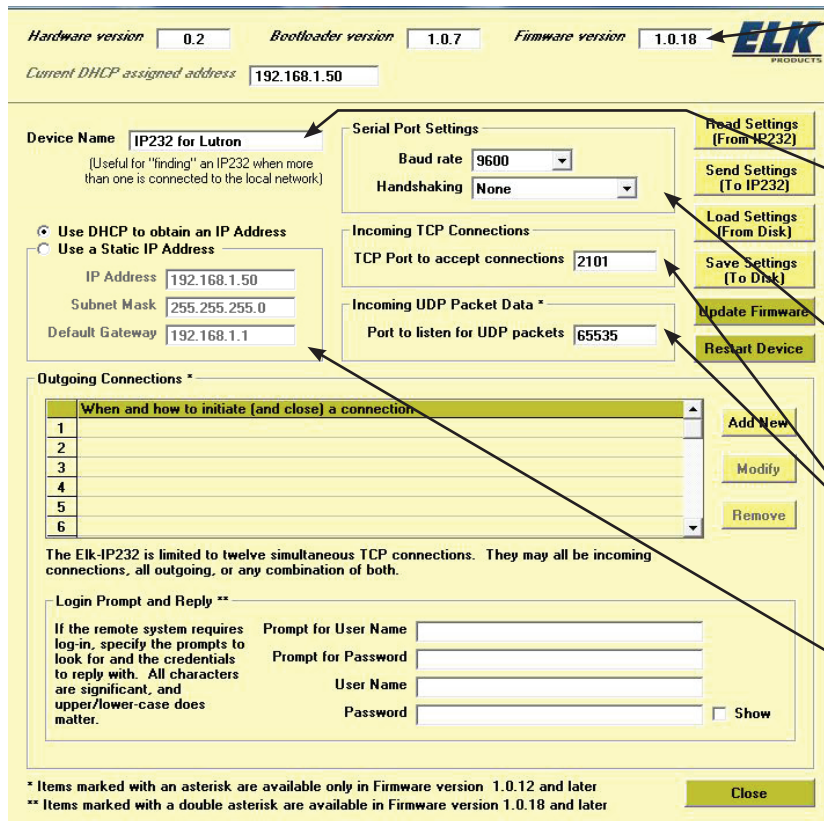 Hardware version 0.2 Bootloader version 1.0.7 Firmware version 1.0.18
ELK
PRODUCTS
Current DHCP assigned address 192.168.1.50
Device Name IP232 for Lutron
(Useful for "finding" an IP232 when more
than one is connected to the local network)
Use DHCP to obtain an IP Address
Use a Static IP Address
IP Address 192.168.1.50
Subnet Mask 255.255.255.0
Default Gateway 192.168.1.1
Serial Port Settings
Baud rate 9600
Handshaking None
Incoming TCP Connections
TCP Port to accept connections 2101
Incoming UDP Packet Data *
Port to listen for UDP packets 65535
Read Settings
(From IP232)
Send Settings
(To IP232)
Load Settings
(From Disk)
Save Settings
(To Disk)
Update Firmware
Restart Device
Outgoing Connections *
When and how to initiate (and close) a connection
1
2
3
4
5
6
Add New
Modify
Remove
The Elk-IP232 is limited to twelve simultaneous TCP connections. They may all be incoming
connections, all outgoing, or any combination of both.
Login Prompt and Reply **
If the remote system requires
log-in, specify the prompts to
look for and the credentials
to reply with. All characters
are significant, and
upper/lower-case does
matter.
Prompt for User Name
Prompt for Password
User Name
Password
Show
* Items marked with an asterisk are available only in Firmware version 1.0.12 and later
** Items marked with a double asterisk are available in Firmware version 1.0.18 and later
Close